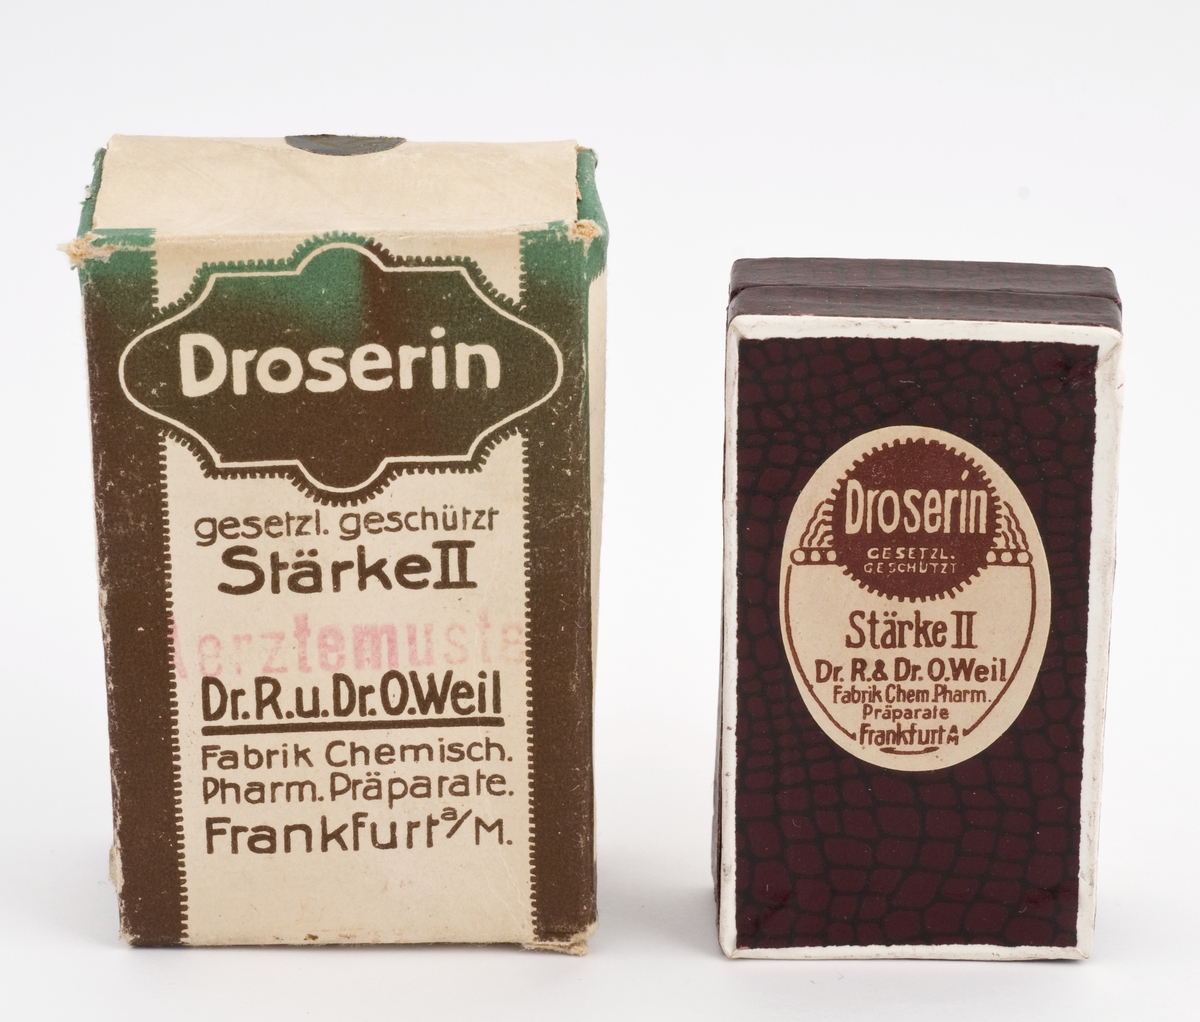 Droserin
gesetzl. geschützt
Stärke II
Aerztemuste
Dr. R. u. Dr. O. Weil
Fabrik Chemisch.
Pharm. Präparate.
Frankfurt a/M.
Droserin
GESETZL.
GESCHÜTZT
Stärke II
Dr. R. & Dr. O. Weil
Fabrik Chem. Pharm.
Präparate
Frankfurt A M